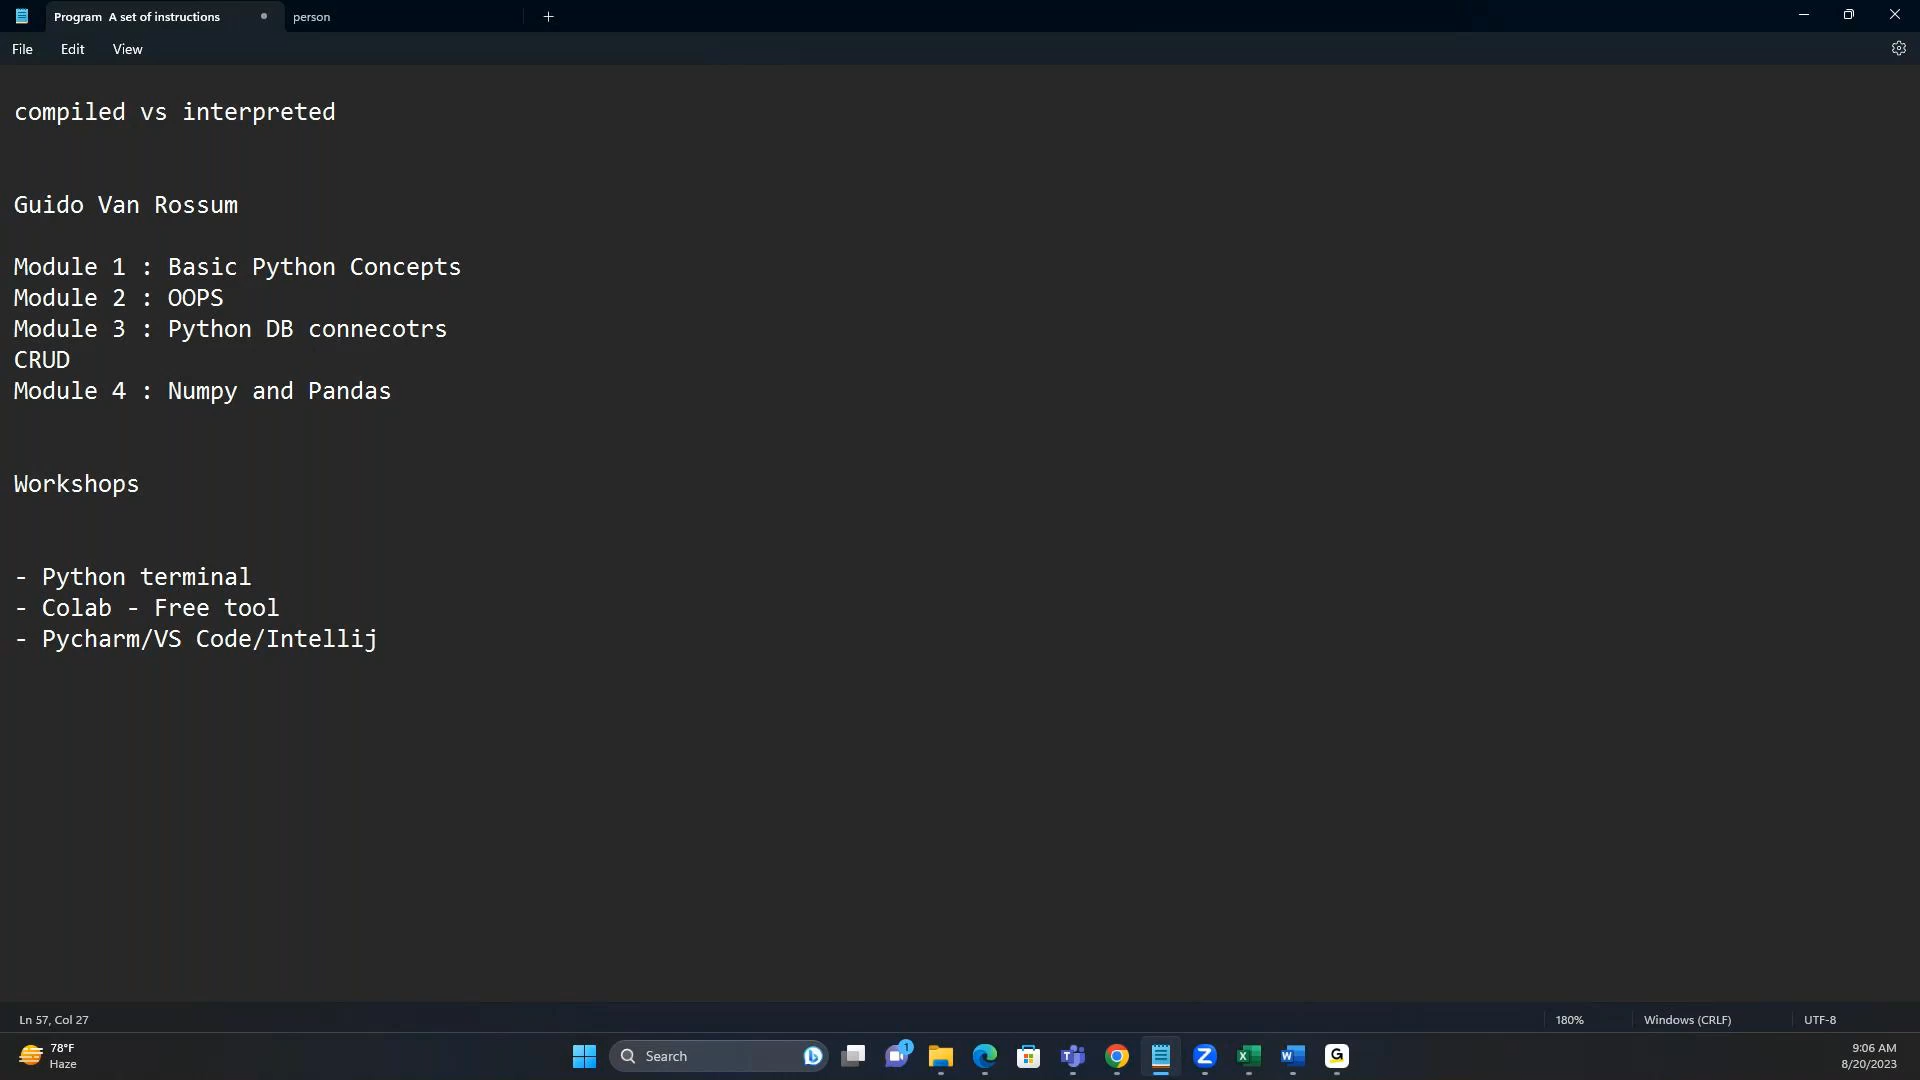 Program A set of instructions
person
File Edit View
compiled vs interpreted
Guido Van Rossum
Module 1 : Basic Python Concepts
Module 2 : OOPS
Module 3 : Python DB connecotrs
CRUD
Module 4 : Numpy and Pandas
Workshops
- Python terminal
- Colab - Free tool
- Pycharm/VS Code/Intellij
Ln 57, Col 27
180%
Windows (CRLF)
UTF-8
78°F
Haze
Search
1
9:06 AM
8/20/2023